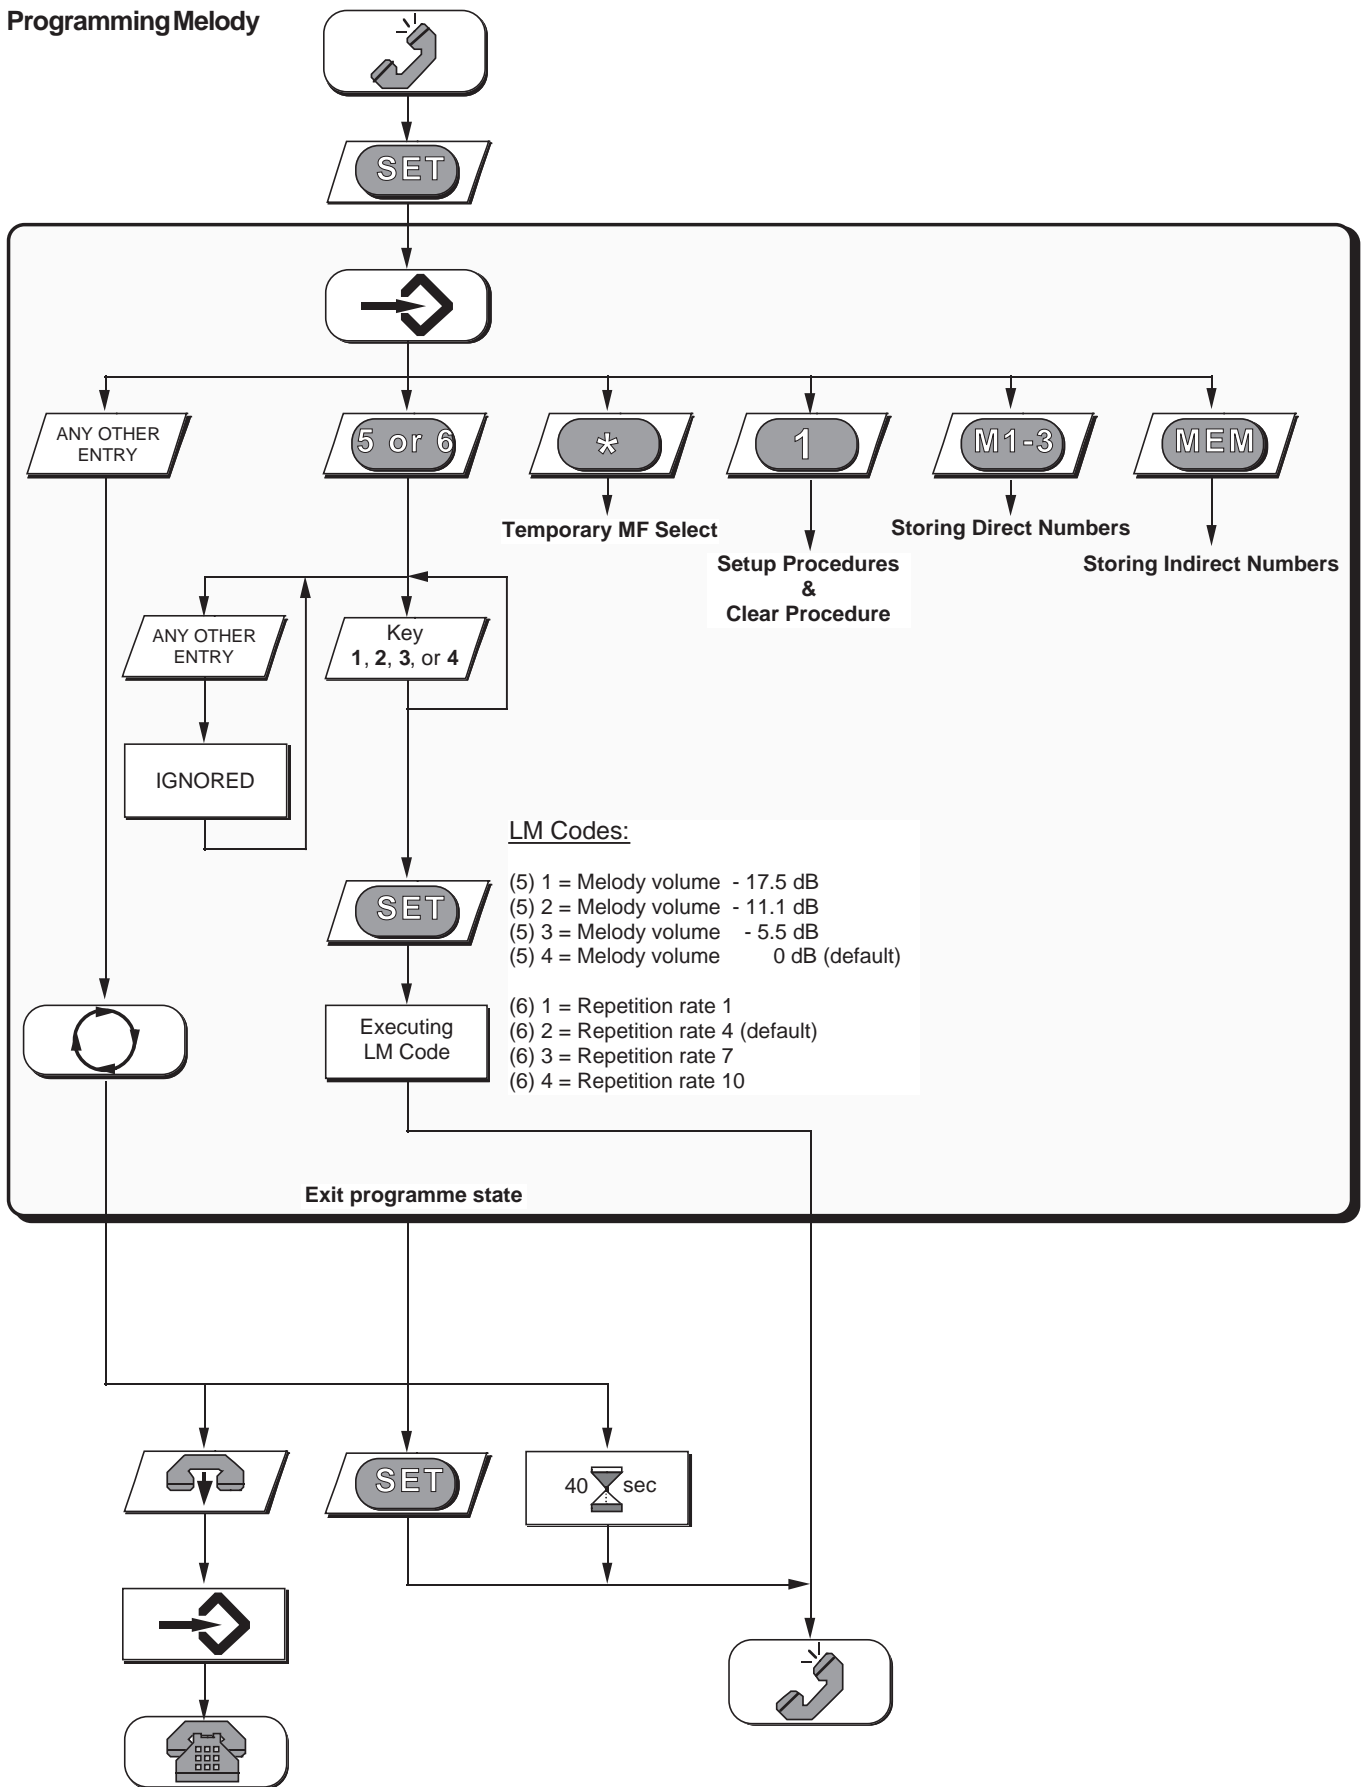 Programming Melody
SET
ANY OTHER
ENTRY
5 or 6
*
1
M1-3
MEM
Temporary MF Select
Setup Procedures
&
Clear Procedure
Storing Direct Numbers
Storing Indirect Numbers
ANY OTHER
ENTRY
Key
1, 2, 3, or 4
IGNORED
SET
Executing
LM Code
LM Codes:
(5) 1 = Melody volume - 17.5 dB
(5) 2 = Melody volume - 11.1 dB
(5) 3 = Melody volume - 5.5 dB
(5) 4 = Melody volume 0 dB (default)
(6) 1 = Repetition rate 1
(6) 2 = Repetition rate 4 (default)
(6) 3 = Repetition rate 7
(6) 4 = Repetition rate 10
Exit programme state
SET
40 sec